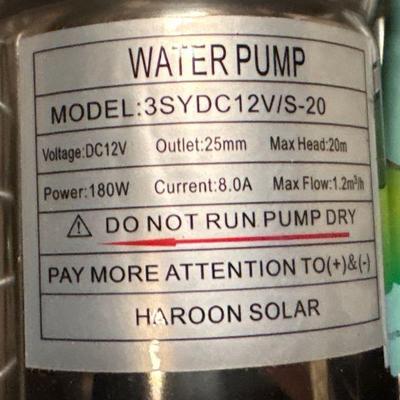 WATER PUMP
MODEL:3SYDC12V/S-20
Voltage:DC12V Outlet:25mm Max Head:20m
Power:180W Current:8.0A Max Flow:1.2m³/h
⚠ DO NOT RUN PUMP DRY
PAY MORE ATTENTION TO(+)&(-)
HAROON SOLAR